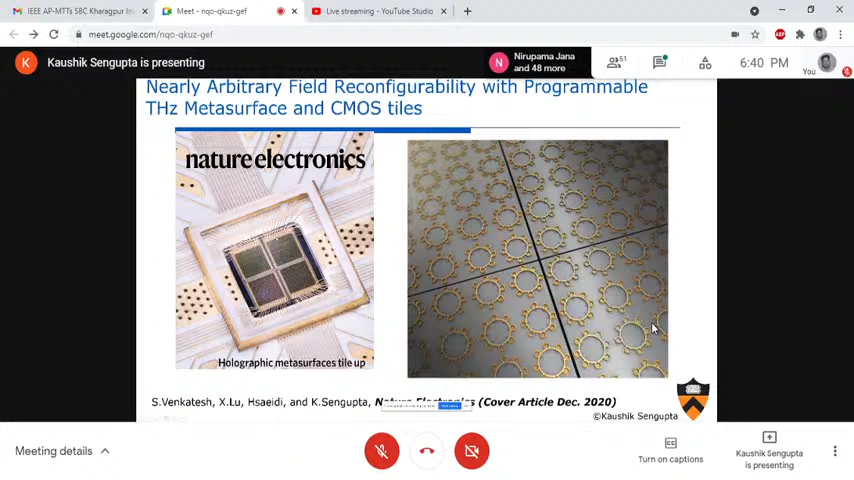 IEEE AP-MTTs SBC Kharagpur In
Meet - nqo-qkuz-gef
Live streaming - YouTube Studio
meet.google.com/nqo-qkuz-gef
ABP
K
Kaushik Sengupta is presenting
N
Nirupama Jana
and 48 more
51
6:40 PM
You
Nearly Arbitrary Field Reconfigurability with Programmable
THz Metasurface and CMOS tiles
nature electronics
Holographic metasurfaces tile up
S.Venkatesh, X.Lu, Hsaeidi, and K.Sengupta, Nature Electronics (Cover Article Dec. 2020)
©Kaushik Sengupta
Meeting details
CC
Turn on captions
Kaushik Sengupta
is presenting